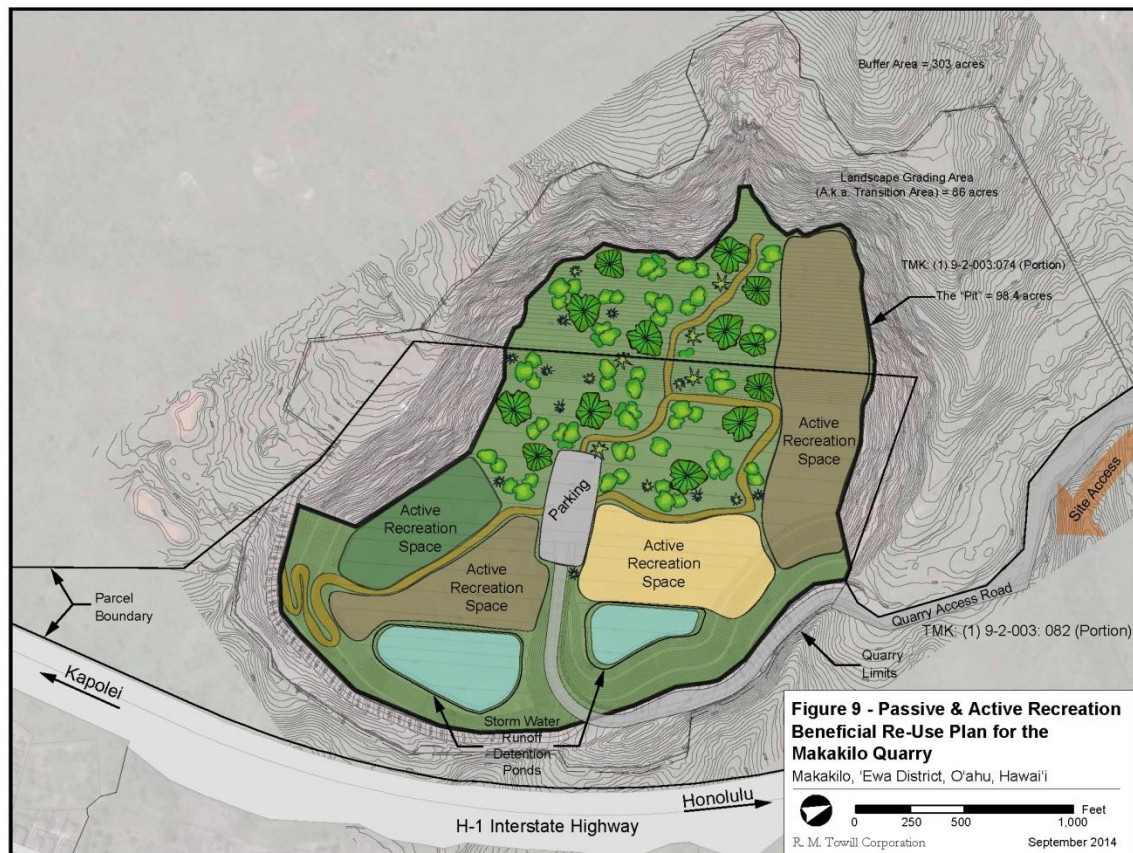 Buffer Area = 303 acres
Landscape Grading Area
(A.k.a. Transition Area) = 86 acres
TMK: (1) 9-2-003:074 (Portion)
The "Pit" = 98.4 acres
Active
Recreation
Space
Site Access
Parking
Active
Recreation
Space
Active
Recreation
Space
Active
Recreation
Space
Parcel
Boundary
Quarry Access Road
TMK: (1) 9-2-003: 082 (Portion)
Quarry
Limits
Kapolei
Storm Water
Runoff
Detention
Ponds
Honolulu
H-1 Interstate Highway
Figure 9 - Passive & Active Recreation
Beneficial Re-Use Plan for the
Makakilo Quarry
Makakilo, 'Ewa District, O'ahu, Hawai'i
Feet
0 250 500 1,000
R. M. Towill Corporation September 2014